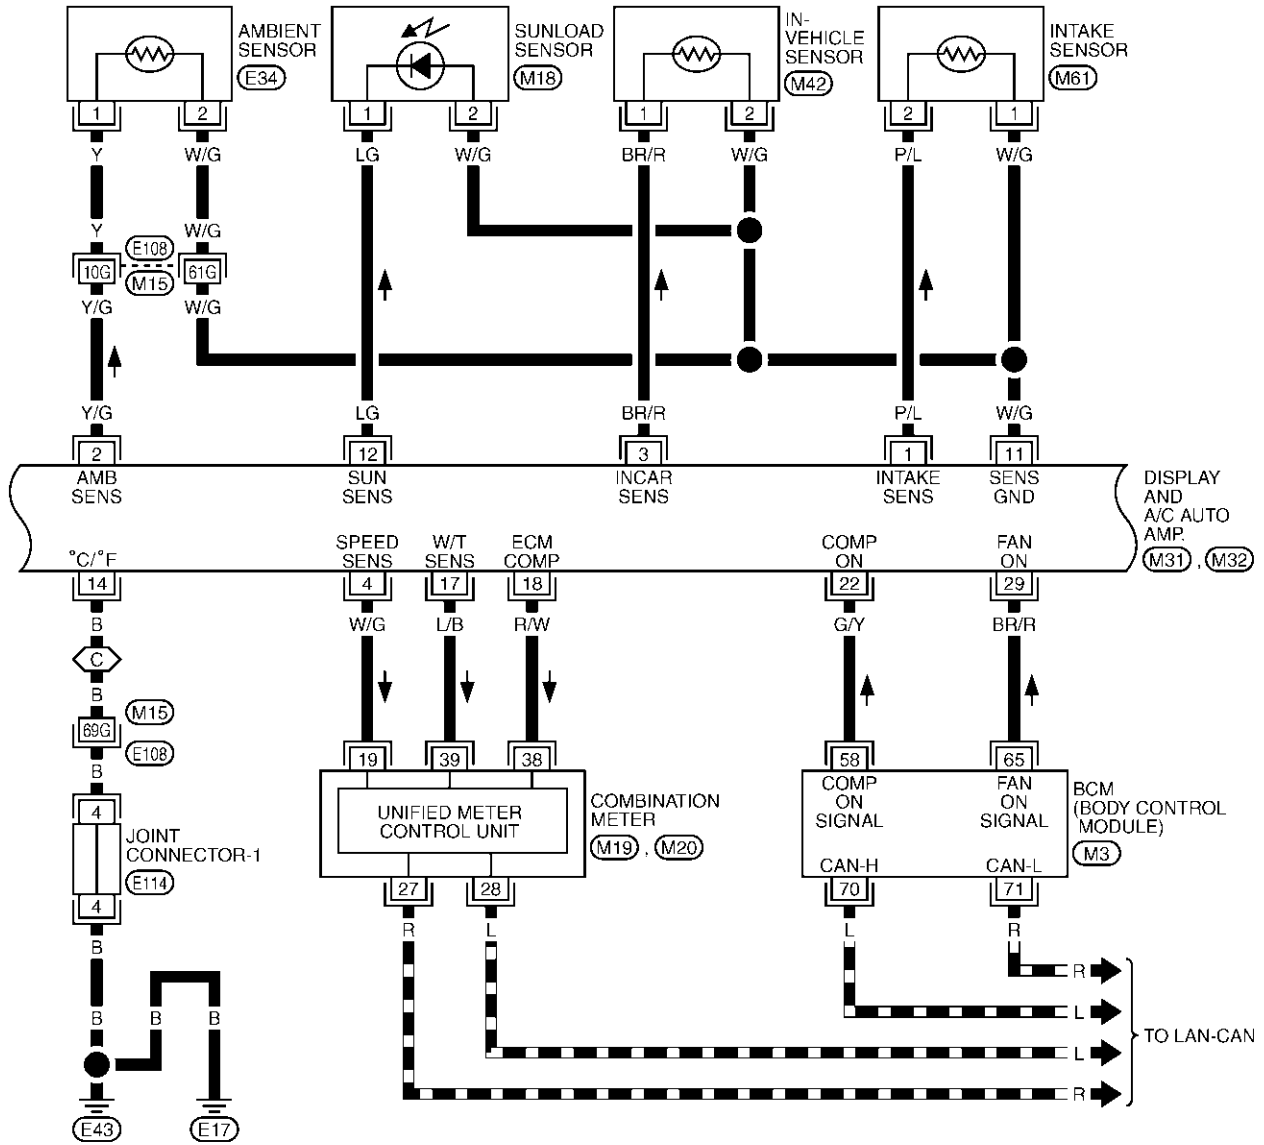 AMBIENT
SENSOR
E34
SUNLOAD
SENSOR
M18
IN-
VEHICLE
SENSOR
M42
INTAKE
SENSOR
M61
1 2 1 2 1 2 2 1
Y W/G LG W/G BR/R W/G P/L W/G
Y W/G
E108
10G 61G
M15
Y/G W/G
Y/G LG BR/R P/L W/G
2 12 3 1 11
AMB
SENS
SUN
SENS
INCAR
SENS
INTAKE
SENS
SENS
GND
DISPLAY
AND
A/C AUTO
AMP.
M31 , M32
°C/°F
SPEED
SENS
W/T
SENS
ECM
COMP
COMP
ON
FAN
ON
14 4 17 18 22 29
B W/G L/B R/W G/Y BR/R
C
B
M15
69G
E108
B
19 39 38 58 65
UNIFIED METER
CONTROL UNIT
COMBINATION
METER
M19 , M20
COMP
ON
SIGNAL
FAN
ON
SIGNAL
BCM
(BODY CONTROL
MODULE)
M3
CAN-H CAN-L
4
JOINT
CONNECTOR-1
E114
4
27 28 70 71
B R L L R
R
L
L
R
TO LAN-CAN
B B B
E43 E17